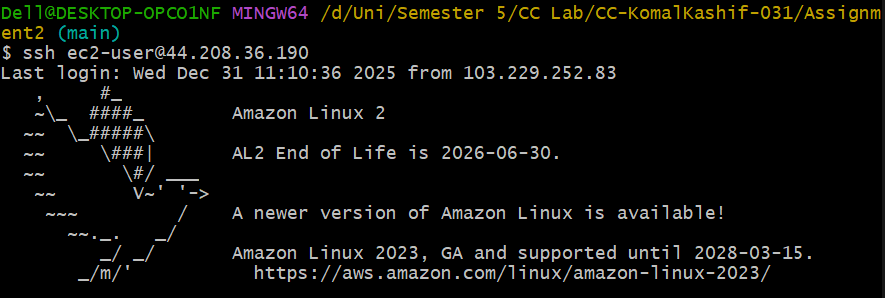 Dell@DESKTOP-OPCO1NF MINGW64 /d/Uni/Semester 5/CC Lab/CC-KomalKashif-031/Assignm
ent2 (main)
$ ssh ec2-user@44.208.36.190
Last login: Wed Dec 31 11:10:36 2025 from 103.229.252.83
   ,     #_
   ~\_  ####_        Amazon Linux 2
  ~~  \_#####\
  ~~     \###|       AL2 End of Life is 2026-06-30.
  ~~       \#/ ___
   ~~       V~' '->
    ~~~         /    A newer version of Amazon Linux is available!
      ~~._.   _/
         _/ _/       Amazon Linux 2023, GA and supported until 2028-03-15.
       _/m/'           https://aws.amazon.com/linux/amazon-linux-2023/